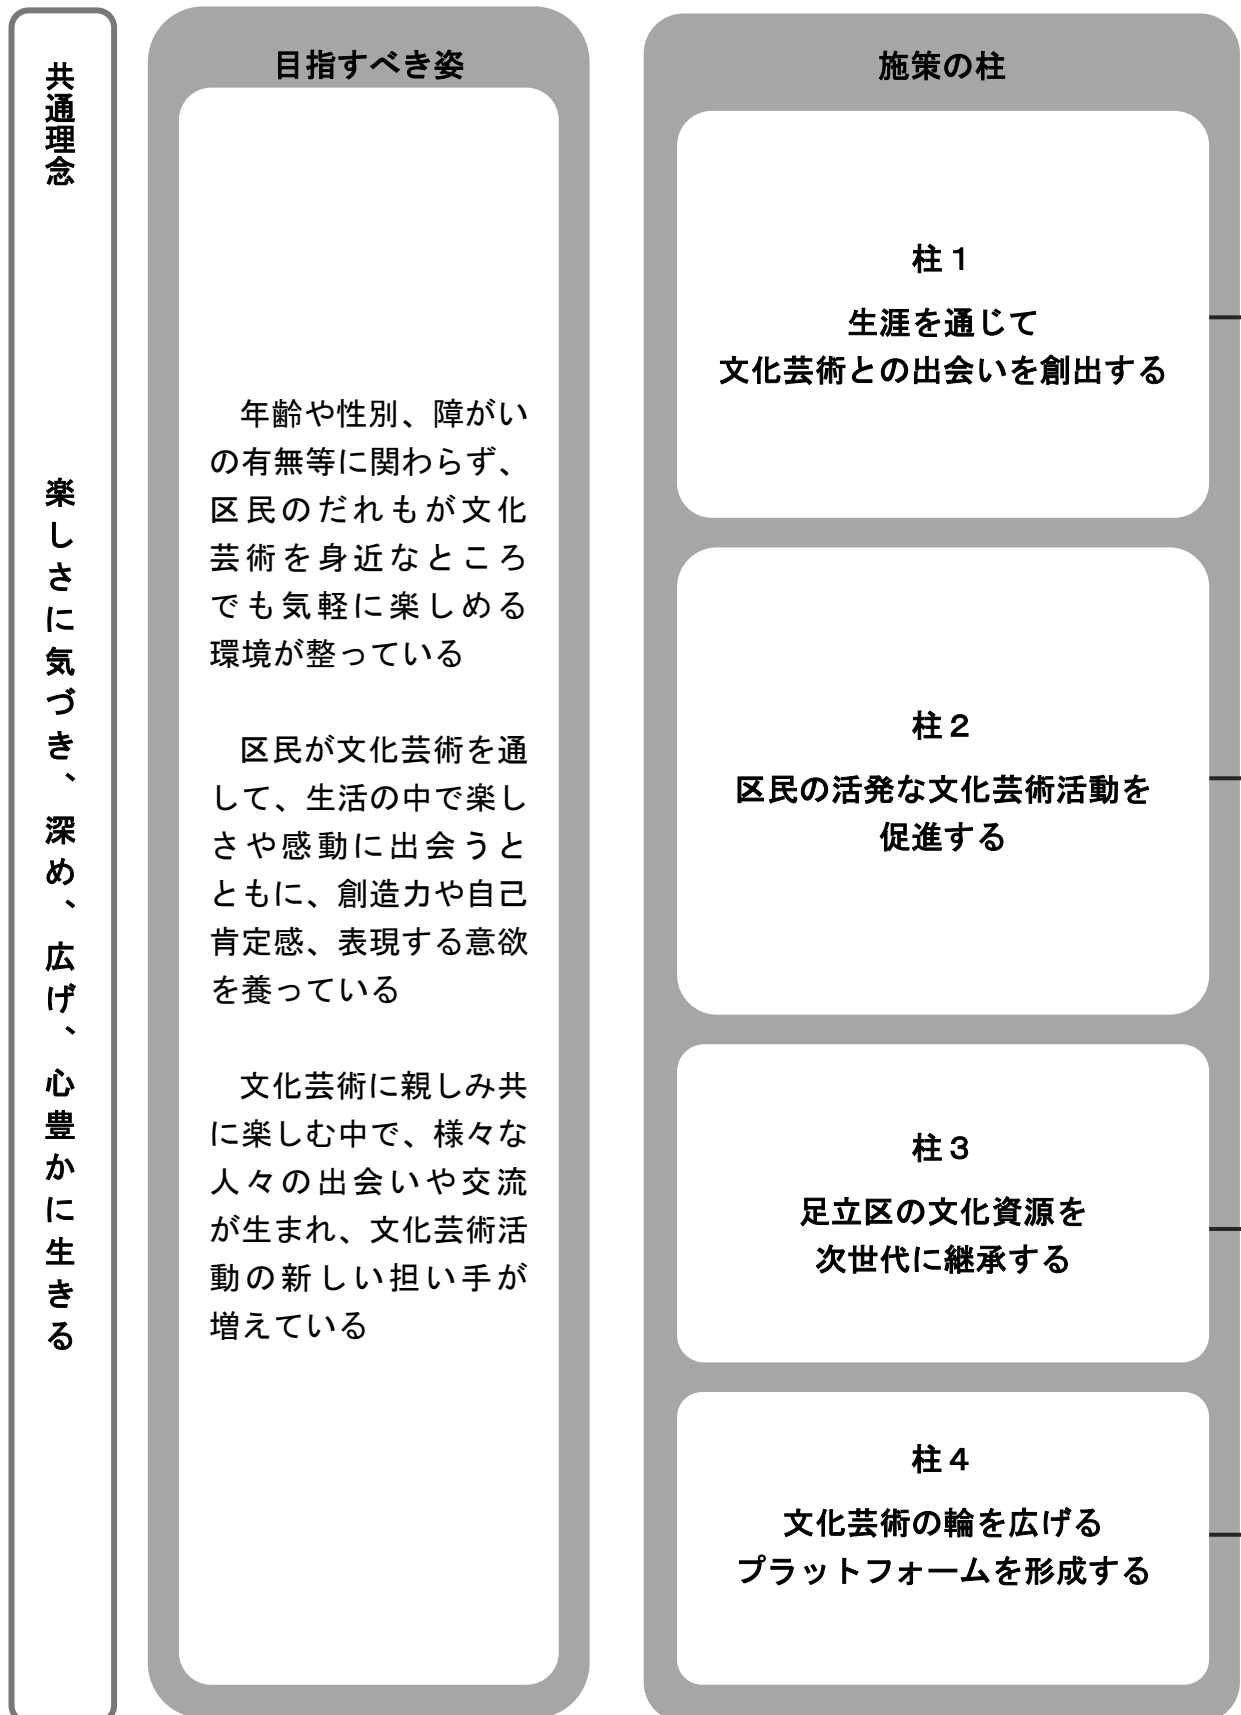 共通理念
楽しさに気づき、深め、広げ、心豊かに生きる
目指すべき姿
年齢や性別、障がい
の有無等に関わらず、
区民のだれもが文化
芸術を身近なところ
でも気軽に楽しめる
環境が整っている
区民が文化芸術を通
して、生活の中で楽し
さや感動に出会うと
ともに、創造力や自己
肯定感、表現する意欲
を養っている
文化芸術に親しみ共
に楽しむ中で、様々な
人々の出会いや交流
が生まれ、文化芸術活
動の新しい担い手が
増えている
施策の柱
柱１
生涯を通じて
文化芸術との出会いを創出する
柱２
区民の活発な文化芸術活動を
促進する
柱３
足立区の文化資源を
次世代に継承する
柱４
文化芸術の輪を広げる
プラットフォームを形成する